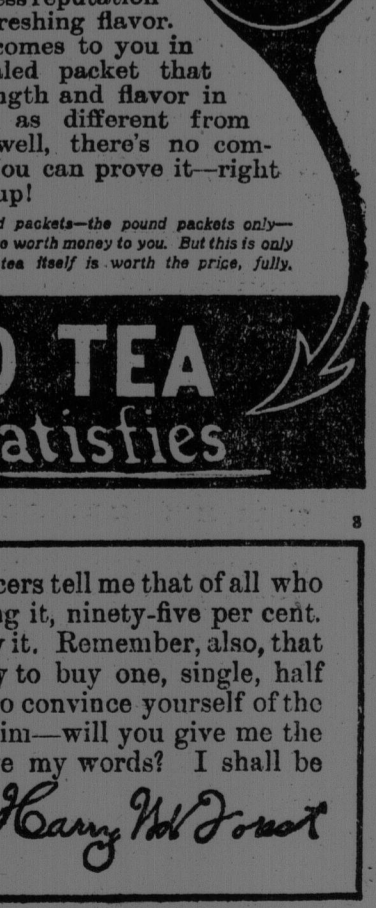 reshing flavor.
comes to you in
led packet that
ngth and flavor in
as different from
well, there's no com-
ou can prove it—right
up!
d packets—the pound packets only—
e worth money to you. But this is only
tea itself is worth the price, fully.
O TEA
atisfies
8
cers tell me that of all who
g it, ninety-five per cent.
y it. Remember, also, that
y to buy one, single, half
o convince yourself of the
im—will you give me the
e my words? I shall be
Harry